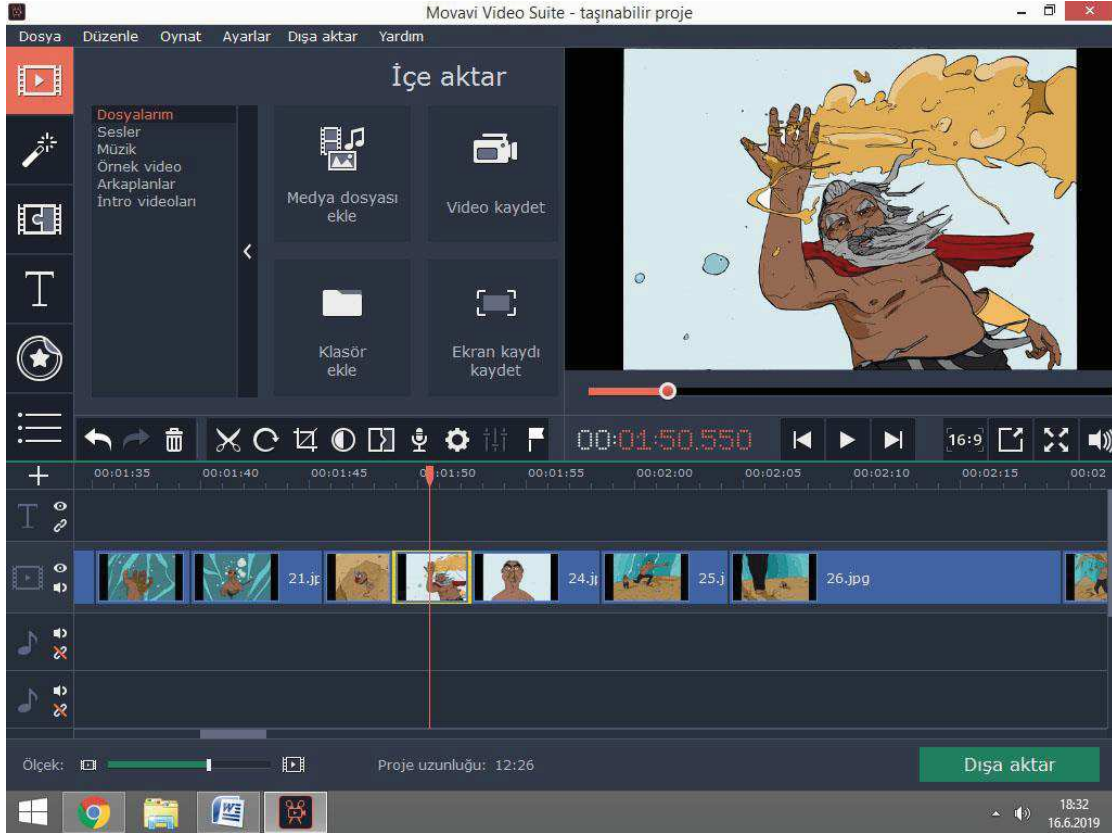 Movavi Video Suite - taşınabilir proje
Dosya Düzenle Oynat Ayarlar Dışa aktar Yardım
İçe aktar
Dosyalarım
Sesler
Müzik
Örnek video
Arkaplanlar
İntro videoları
Medya dosyası
ekle
Video kaydet
Klasör
ekle
Ekran kaydı
kaydet
00:01:50.550
16:9
00:01:35 00:01:40 00:01:45 00:01:50 00:01:55 00:02:00 00:02:05 00:02:10 00:02:15 00:02
21.jp 24.jp 25.j 26.jpg
Ölçek:
Proje uzunluğu: 12:26
Dışa aktar
18:32
16.6.2019